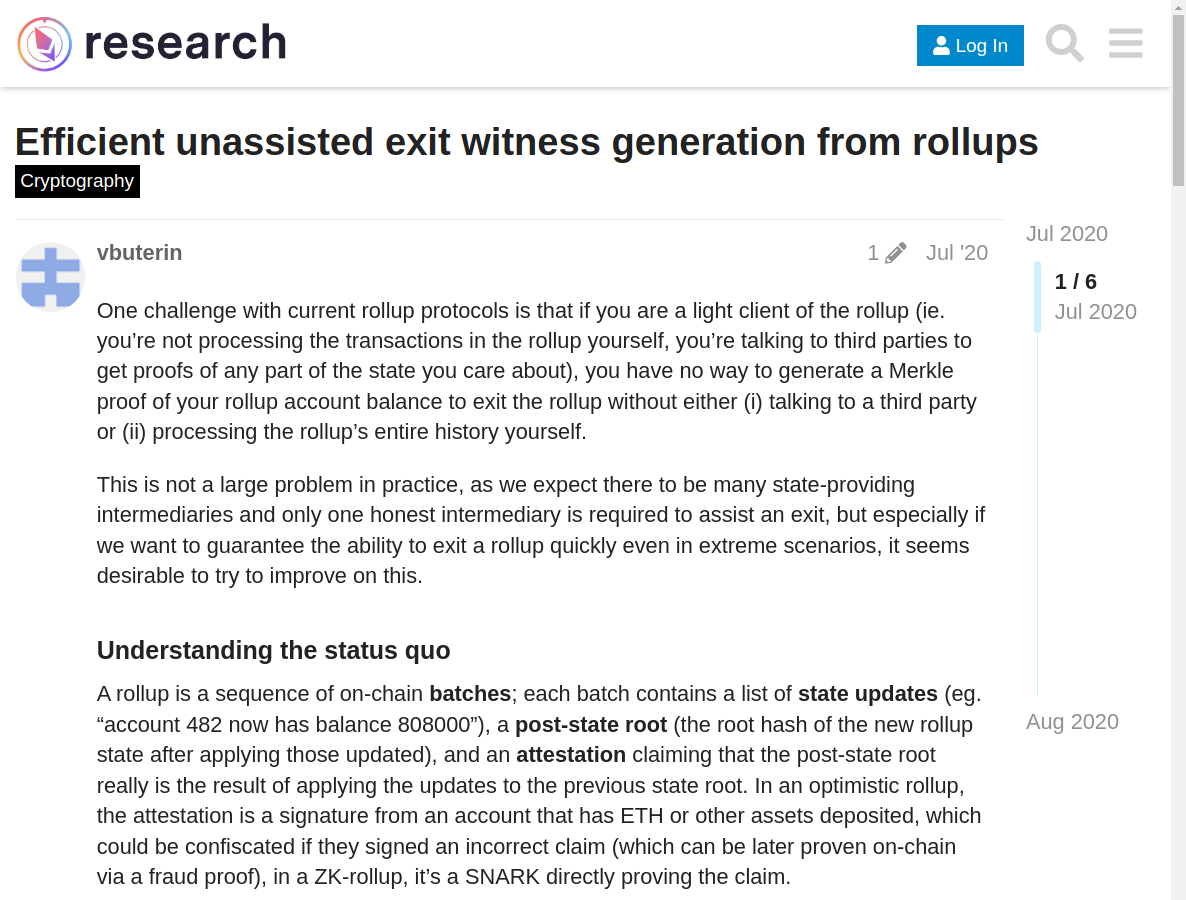 research
Log In
Efficient unassisted exit witness generation from rollups
Cryptography
vbuterin
1
Jul '20
One challenge with current rollup protocols is that if you are a light client of the rollup (ie.
you’re not processing the transactions in the rollup yourself, you’re talking to third parties to
get proofs of any part of the state you care about), you have no way to generate a Merkle
proof of your rollup account balance to exit the rollup without either (i) talking to a third party
or (ii) processing the rollup’s entire history yourself.
This is not a large problem in practice, as we expect there to be many state-providing
intermediaries and only one honest intermediary is required to assist an exit, but especially if
we want to guarantee the ability to exit a rollup quickly even in extreme scenarios, it seems
desirable to try to improve on this.
Understanding the status quo
A rollup is a sequence of on-chain batches; each batch contains a list of state updates (eg.
“account 482 now has balance 808000”), a post-state root (the root hash of the new rollup
state after applying those updated), and an attestation claiming that the post-state root
really is the result of applying the updates to the previous state root. In an optimistic rollup,
the attestation is a signature from an account that has ETH or other assets deposited, which
could be confiscated if they signed an incorrect claim (which can be later proven on-chain
via a fraud proof), in a ZK-rollup, it’s a SNARK directly proving the claim.
Jul 2020
1 / 6
Jul 2020
Aug 2020